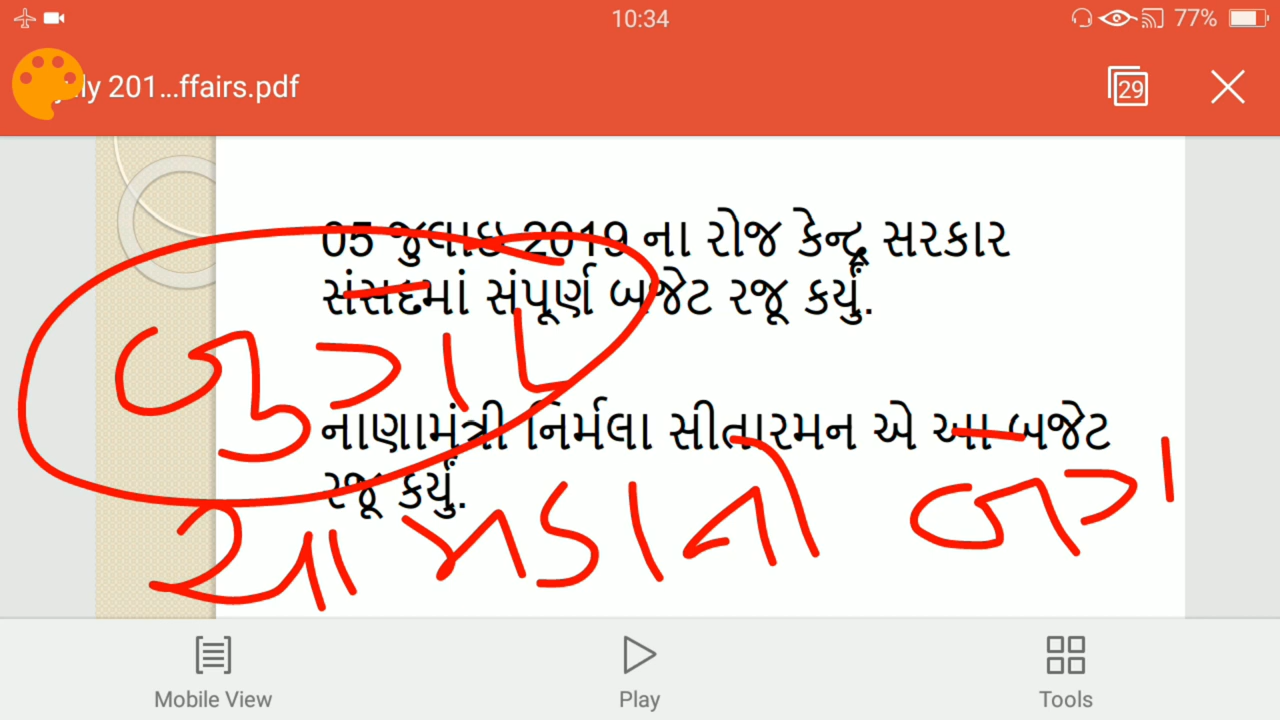 10:34
77%
July 201...ffairs.pdf
29
05 જુલાઇ 2019 ના રોજ કેન્દ્ર સરકાર
સંસદમાં સંપૂર્ણ બજેટ રજૂ કર્યું.
નાણામંત્રી નિર્મલા સીતારમન એ આ બજેટ
રજૂ કર્યું.
Mobile View
Play
Tools